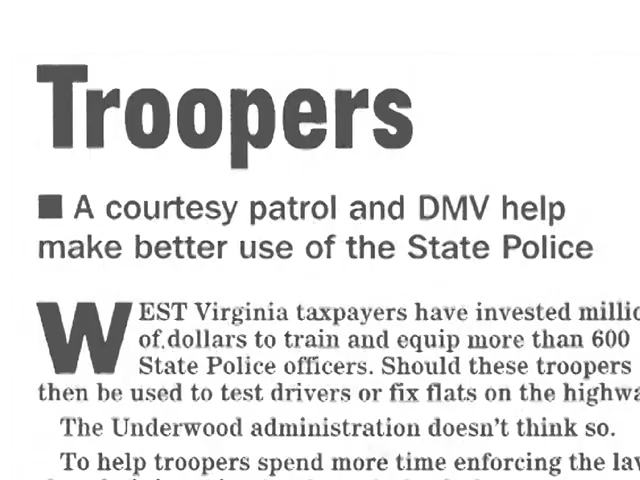 Troopers
■ A courtesy patrol and DMV help
make better use of the State Police
WEST Virginia taxpayers have invested
of dollars to train and equip more than 600
State Police officers. Should these troopers
then be used to test drivers or fix flats on the
The Underwood administration doesn't think so.
To help troopers spend more time enforcing the